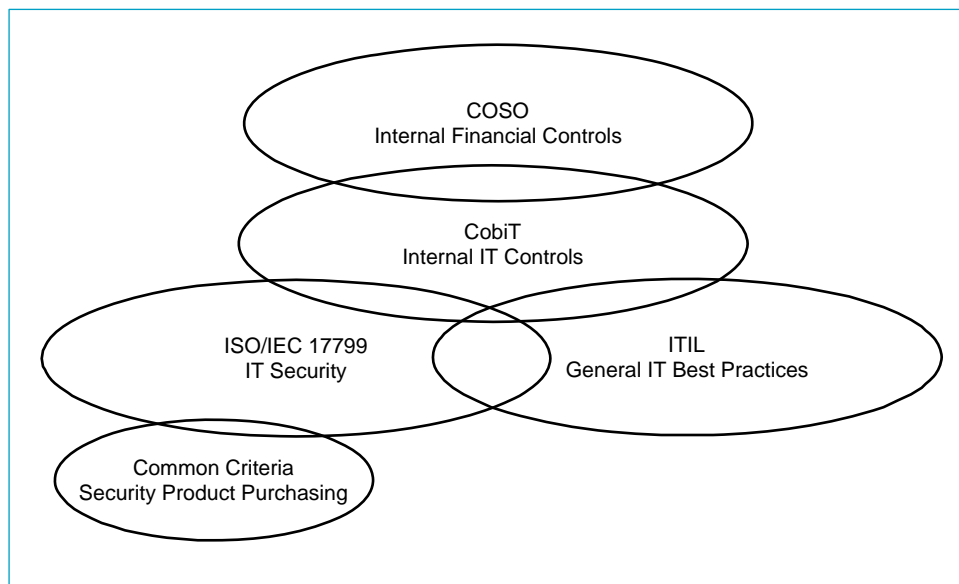 COSO
Internal Financial Controls
CobiT
Internal IT Controls
ISO/IEC 17799
IT Security
ITIL
General IT Best Practices
Common Criteria
Security Product Purchasing